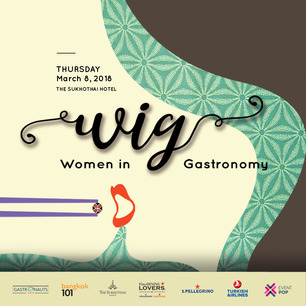 THURSDAY
March 8, 2018
THE SUKHOTHAI HOTEL
wig
Women in Gastronomy
GASTRONAUTS
bangkok
101
THE SUKHOTHAI
LOVERS
S.PELLEGRINO
TURKISH
AIRLINES
EVENT
POP